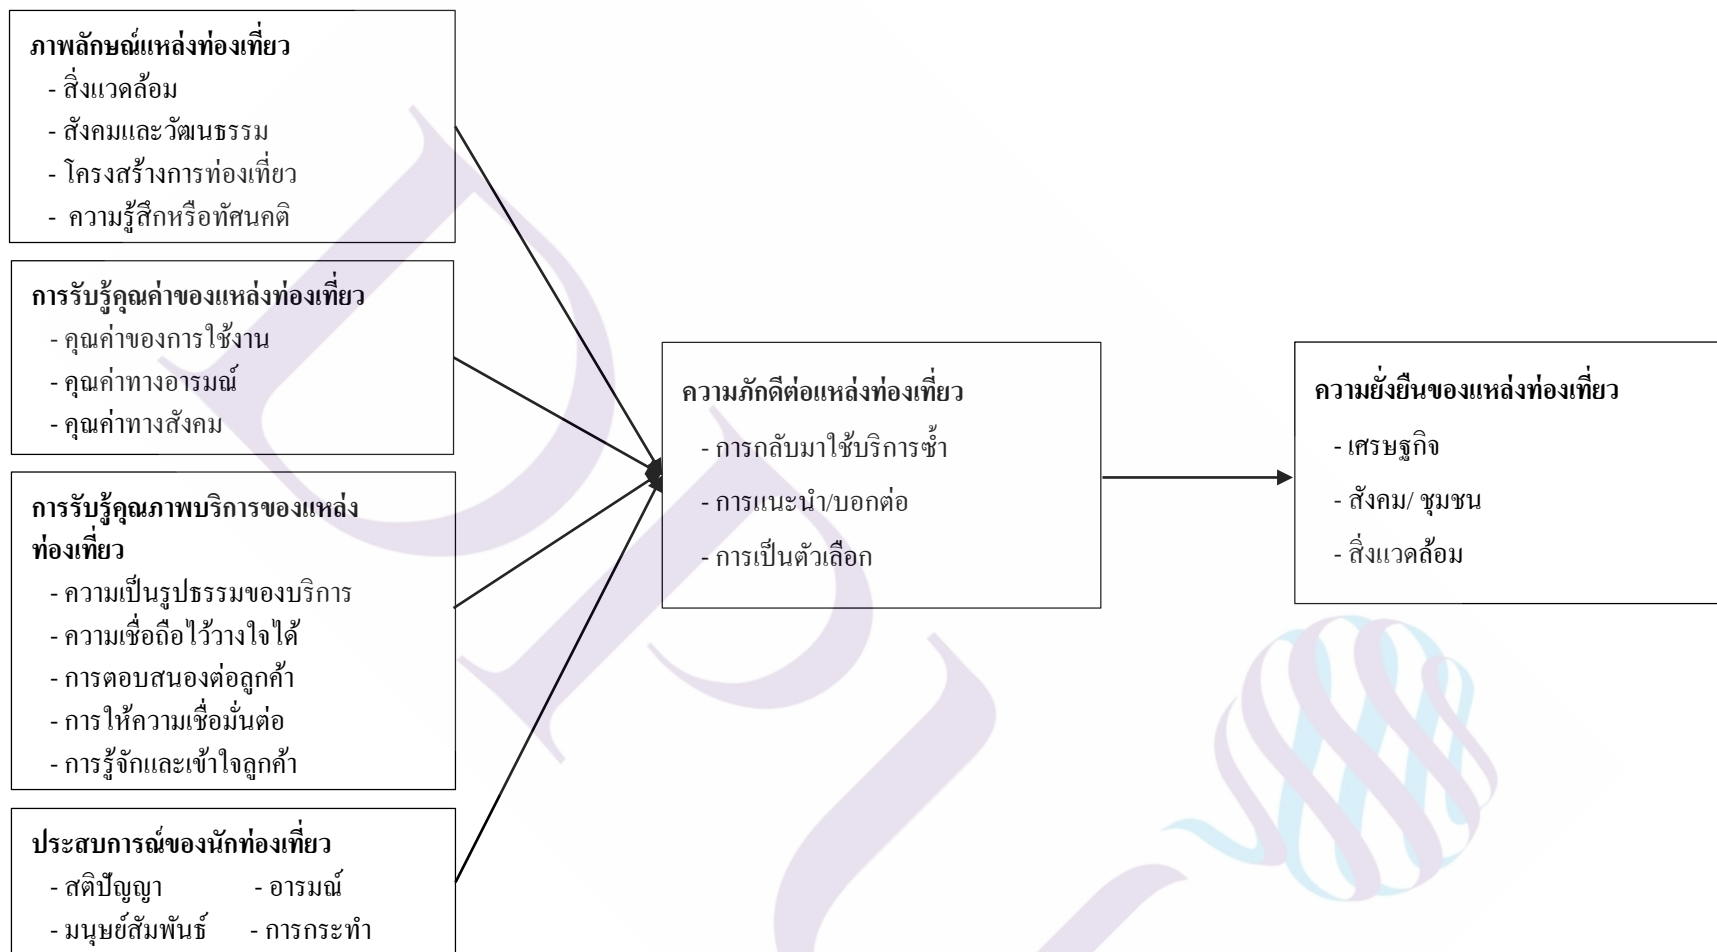 ภาพลักษณ์แหล่งท่องเที่ยว
- สิ่งแวดล้อม
- สังคมและวัฒนธรรม
- โครงสร้างการท่องเที่ยว
- ความรู้สึกหรือทัศนคติ
การรับรู้คุณค่าของแหล่งท่องเที่ยว
- คุณค่าของการใช้งาน
- คุณค่าทางอารมณ์
- คุณค่าทางสังคม
การรับรู้คุณภาพบริการของแหล่ง
ท่องเที่ยว
- ความเป็นรูปธรรมของบริการ
- ความเชื่อถือไว้วางใจได้
- การตอบสนองต่อลูกค้า
- การให้ความเชื่อมั่นต่อ
- การรู้จักและเข้าใจลูกค้า
ประสบการณ์ของนักท่องเที่ยว
- สติปัญญา - อารมณ์
- มนุษย์สัมพันธ์ - การกระทำ
ความภักดีต่อแหล่งท่องเที่ยว
- การกลับมาใช้บริการซ้ำ
- การแนะนำ/บอกต่อ
- การเป็นตัวเลือก
ความยั่งยืนของแหล่งท่องเที่ยว
- เศรษฐกิจ
- สังคม/ ชุมชน
- สิ่งแวดล้อม
DPU